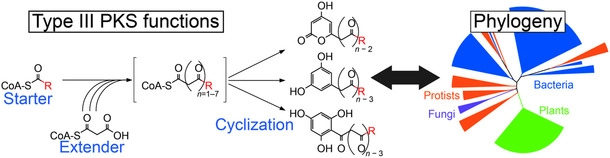 Type III PKS functions
Phylogeny
CoA-S
O
R
Starter
CoA-S
O
O
OH
Extender
CoA-S
O
O
R
n=1–7
Cyclization
OH
O
O
O
R
n – 2
OH
HO
O
R
n – 3
HO
OH
OH
O
O
R
n – 3
Bacteria
Protists
Fungi
Plants